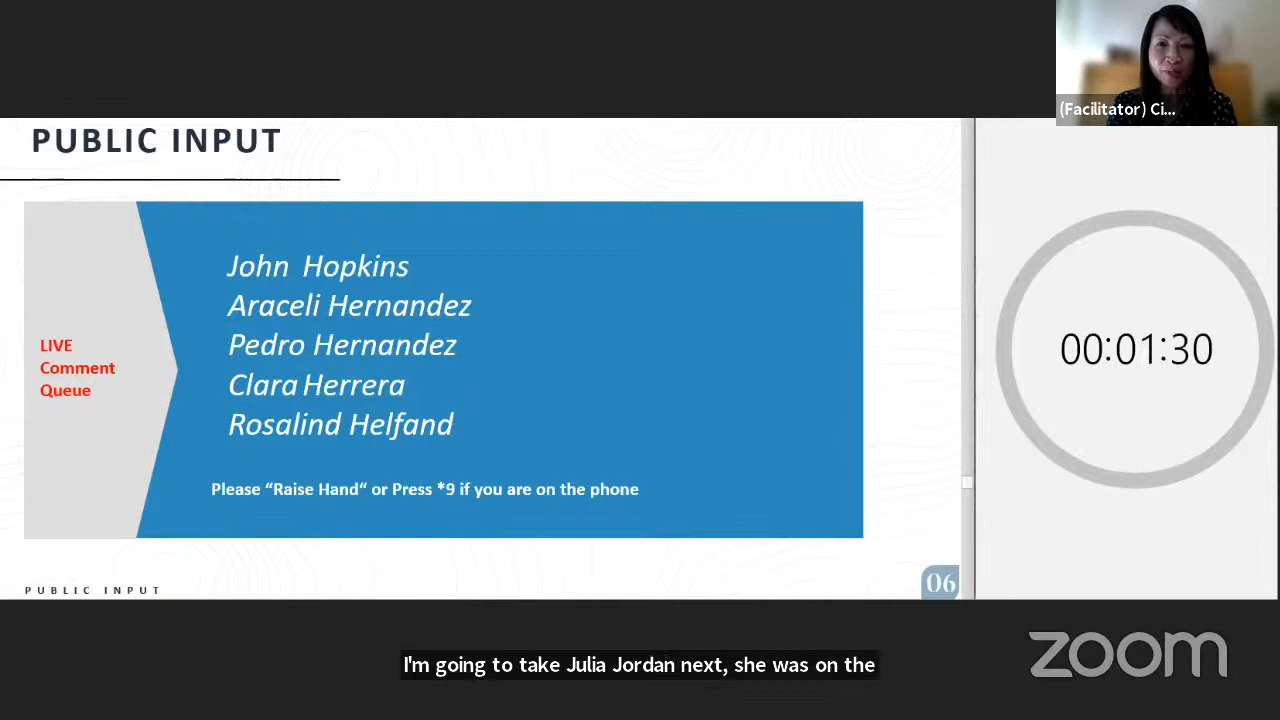 (Facilitator) Ci...
PUBLIC INPUT
LIVE
Comment
Queue
John Hopkins
Araceli Hernandez
Pedro Hernandez
Clara Herrera
Rosalind Helfand
Please “Raise Hand“ or Press *9 if you are on the phone
00:01:30
PUBLIC INPUT
06
I'm going to take Julia Jordan next, she was on the
zoom